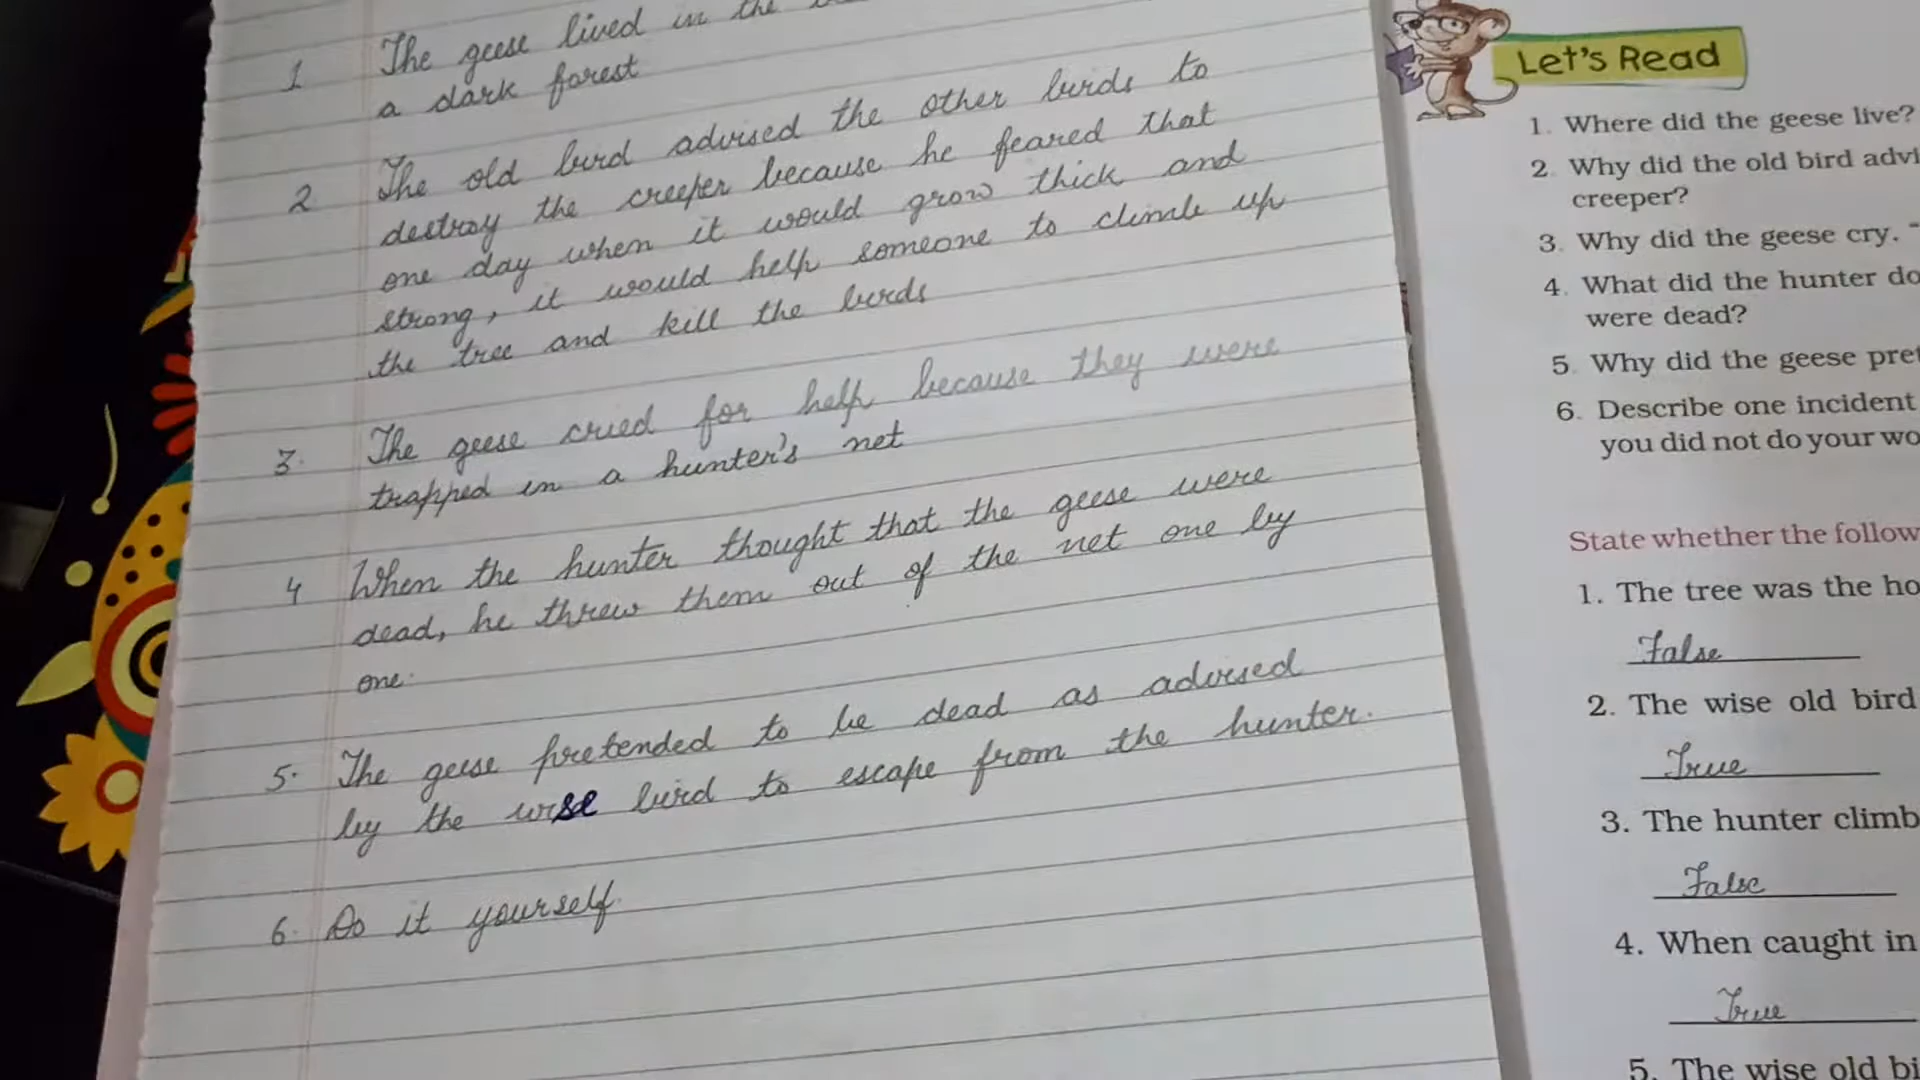 1 The geese lived in the
a dark forest
2 The old bird advised the other birds to
destroy the creeper because he feared that
one day when it would grow thick and
strong, it would help someone to climb up
the tree and kill the birds
3. The geese cried for help because they were
trapped in a hunter's net
4 When the hunter thought that the geese were
dead, he threw them out of the net one by
one.
5. The geese pretended to be dead as advised
by the wise bird to escape from the hunter.
6. Do it yourself.
Let's Read
1. Where did the geese live?
2. Why did the old bird advi
creeper?
3. Why did the geese cry.
4. What did the hunter do
were dead?
5. Why did the geese pret
6. Describe one incident
you did not do your wo
State whether the follow
1. The tree was the ho
False
2. The wise old bird
True
3. The hunter climb
False
4. When caught in
True
5. The wise old bi